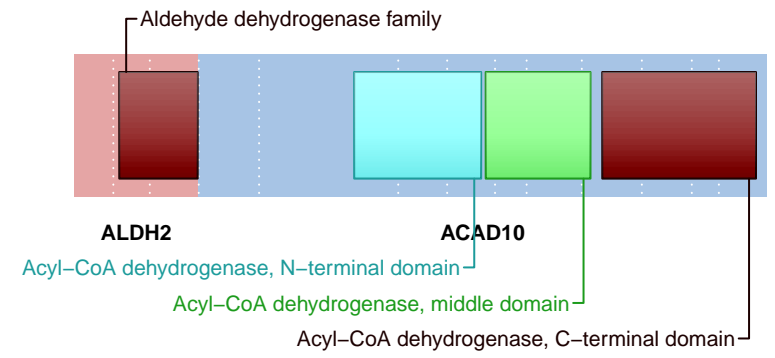 Aldehyde dehydrogenase family
ALDH2 ACAD10
Acyl−CoA dehydrogenase, N−terminal domain
Acyl−CoA dehydrogenase, middle domain
Acyl−CoA dehydrogenase, C−terminal domain